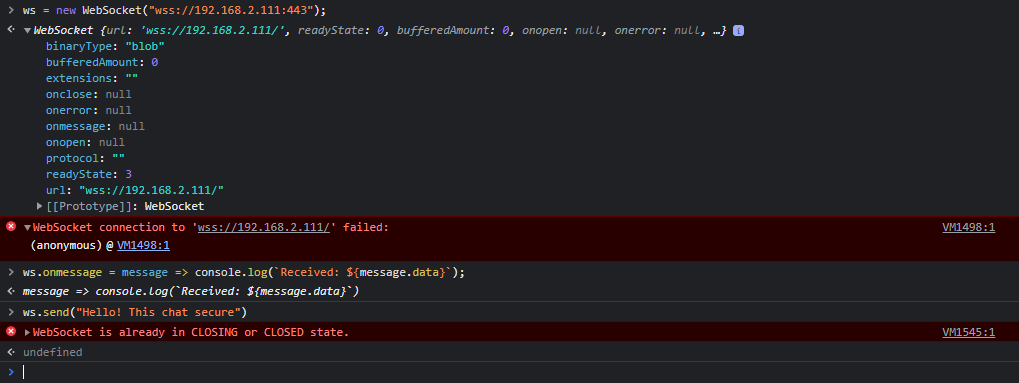 ws = new WebSocket("wss://192.168.2.111:443");
WebSocket {url: 'wss://192.168.2.111/', readyState: 0, bufferedAmount: 0, onopen: null, onerror: null, …} i
binaryType: "blob"
bufferedAmount: 0
extensions: ""
onclose: null
onerror: null
onmessage: null
onopen: null
protocol: ""
readyState: 3
url: "wss://192.168.2.111/"
[[Prototype]]: WebSocket
WebSocket connection to 'wss://192.168.2.111/' failed: VM1498:1
(anonymous) @ VM1498:1
ws.onmessage = message => console.log(`Received: ${message.data}`);
message => console.log(`Received: ${message.data}`)
ws.send("Hello! This chat secure")
WebSocket is already in CLOSING or CLOSED state. VM1545:1
undefined